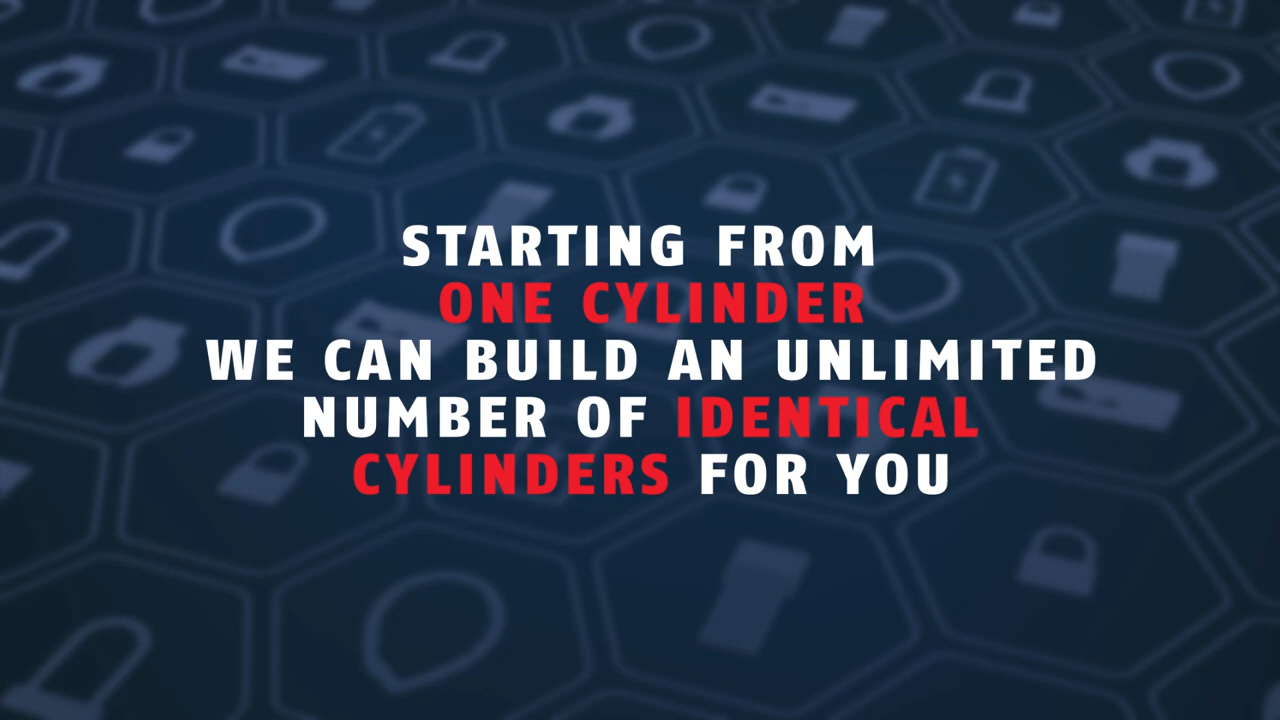 STARTING FROM
ONE CYLINDER
WE CAN BUILD AN UNLIMITED
NUMBER OF IDENTICAL
CYLINDERS FOR YOU